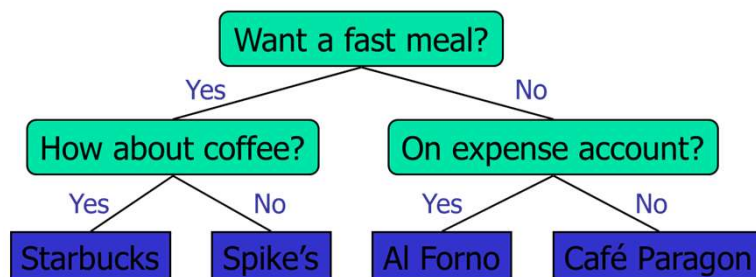 Want a fast meal?
Yes No
How about coffee? On expense account?
Yes No Yes No
Starbucks Spike's Al Forno Café Paragon